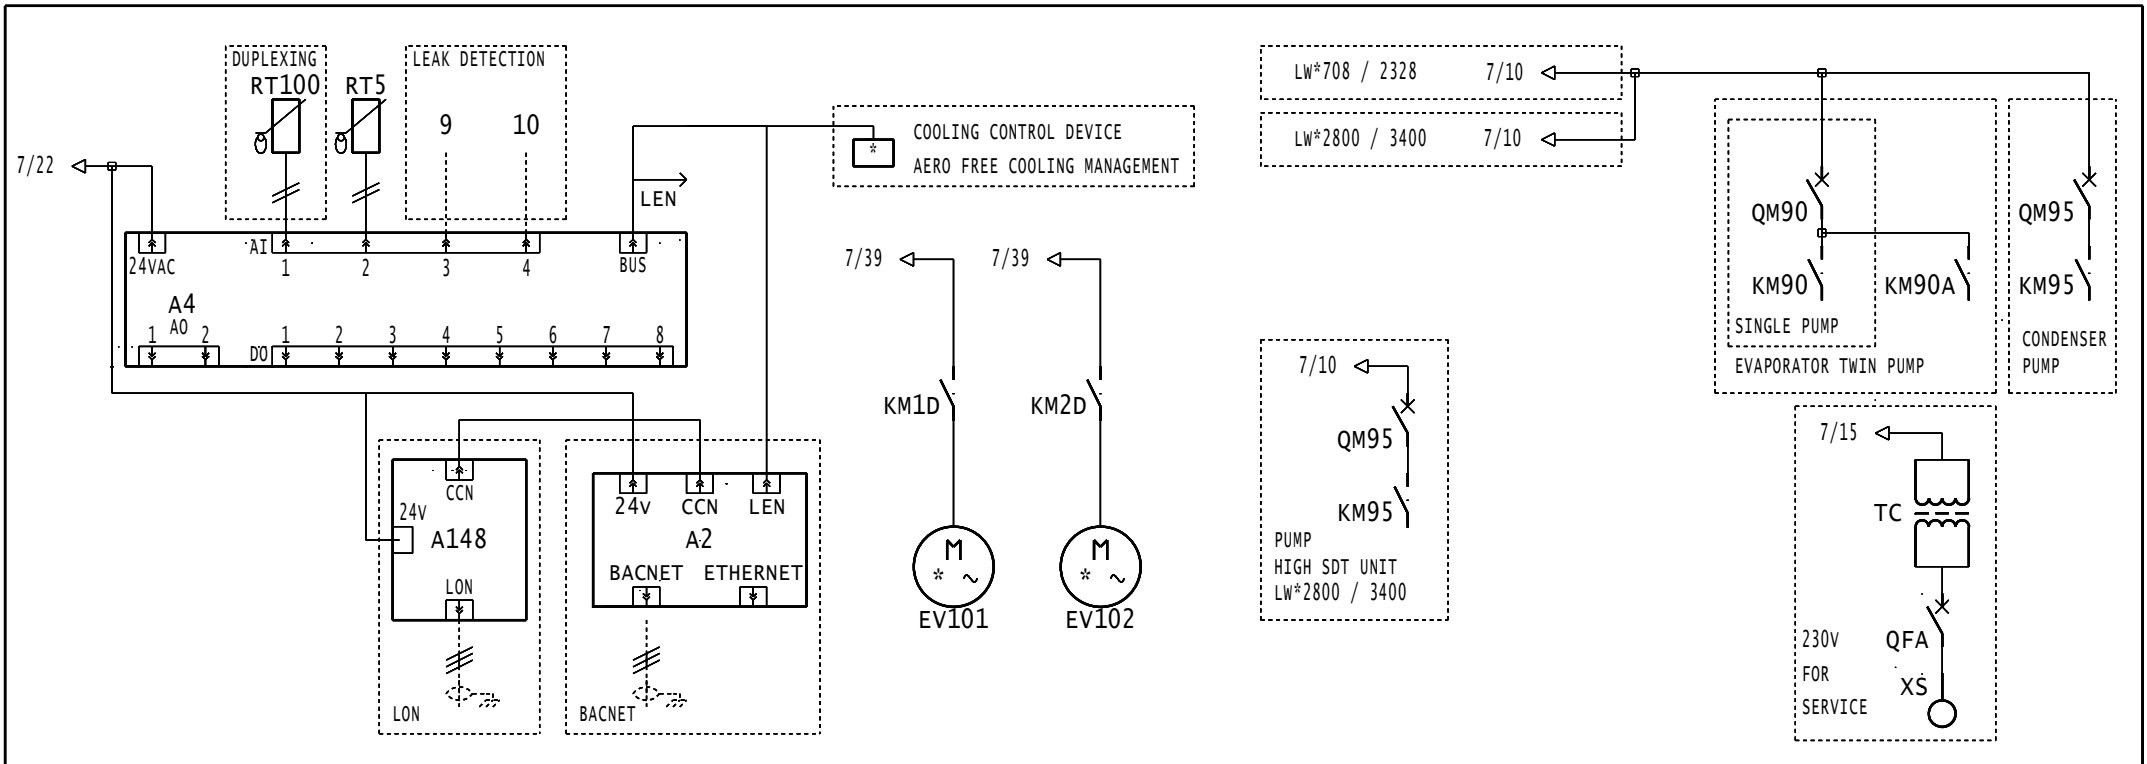 DUPLEXING
RT100
RT5
LEAK DETECTION
9
10
7/22
LEN
24VAC
AI
1
2
3
4
BUS
A4
AO
1
2
DO
1
2
3
4
5
6
7
8
*
COOLING CONTROL DEVICE
AERO FREE COOLING MANAGEMENT
CCN
24V
A148
LON
LON
24v
CCN
LEN
A2
BACNET
ETHERNET
BACNET
7/39
KM1D
M
* ~
EV101
7/39
KM2D
M
* ~
EV102
LW*708 / 2328
7/10
LW*2800 / 3400
7/10
7/10
QM95
KM95
PUMP
HIGH SDT UNIT
LW*2800 / 3400
QM90
KM90
SINGLE PUMP
KM90A
EVAPORATOR TWIN PUMP
QM95
KM95
CONDENSER
PUMP
7/15
TC
QFA
XS
230v
FOR
SERVICE